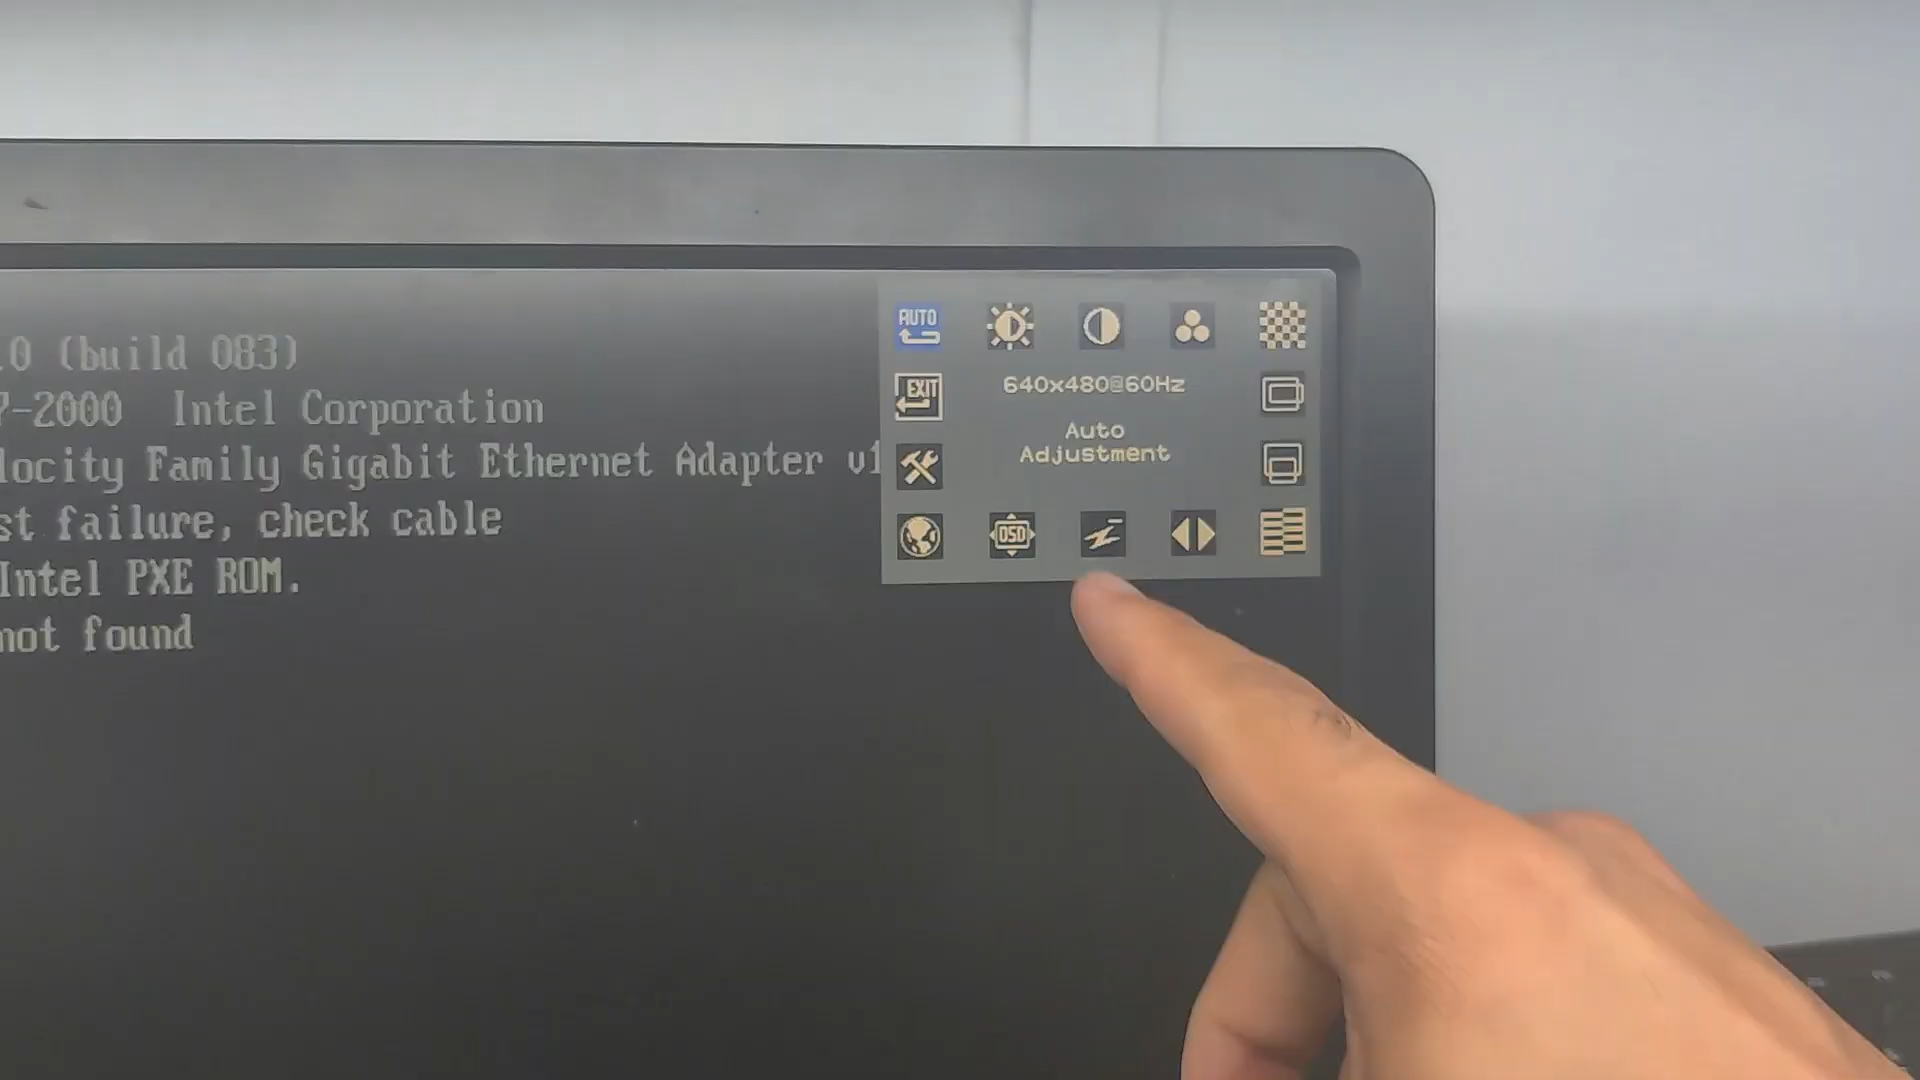 .0 (build 083)
7-2000 Intel Corporation
locity Family Gigabit Ethernet Adapter v1
st failure, check cable
Intel PXE ROM.
not found
AUTO
EXIT
640x480@60Hz
Auto
Adjustment
OSD